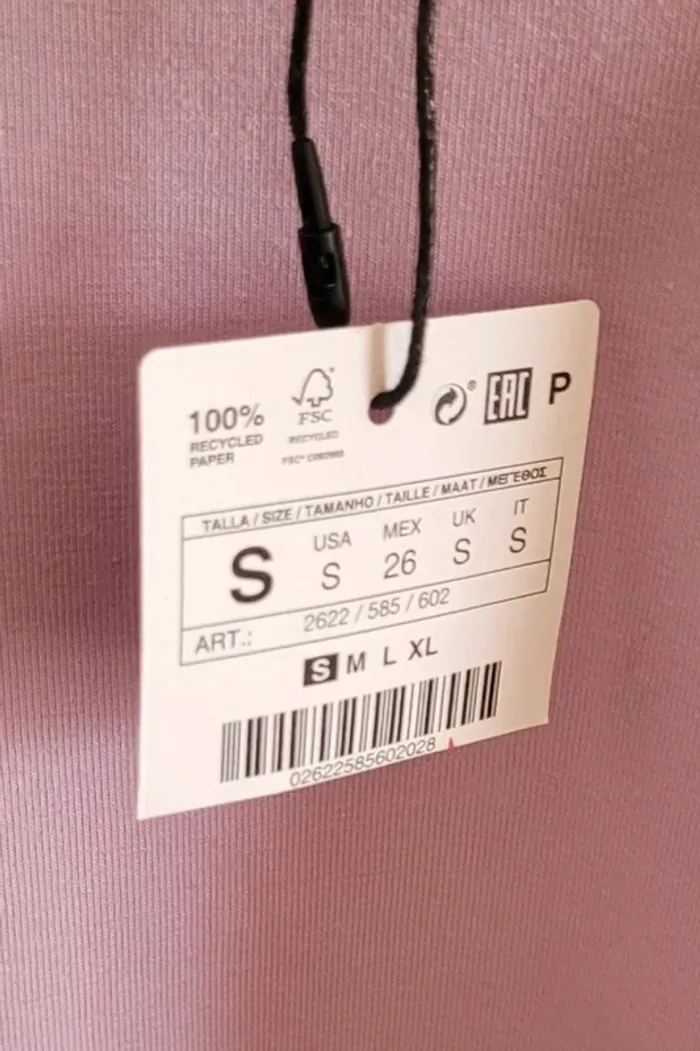 100%
RECYCLED
PAPER
FSC
RECYCLED
EAC
P
TALLA / SIZE / TAMANHO / TAILLE / MAAT / ΜΕΓΕΘΟΣ
S
USA
S
MEX
26
UK
S
IT
S
ART.: 2622 / 585 / 602
S M L XL
02622585602028